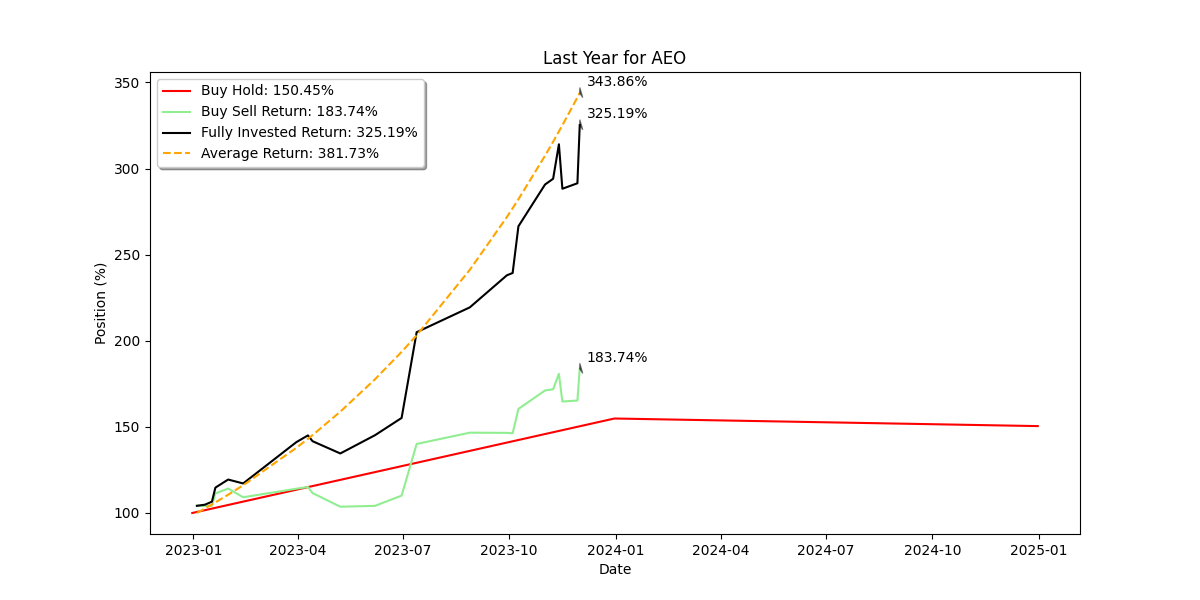 Last Year for AEO
Buy Hold: 150.45%
Buy Sell Return: 183.74%
Fully Invested Return: 325.19%
Average Return: 381.73%
343.86%
325.19%
183.74%
Position (%)
350
300
250
200
150
100
2023-01 2023-04 2023-07 2023-10 2024-01 2024-04 2024-07 2024-10 2025-01
Date